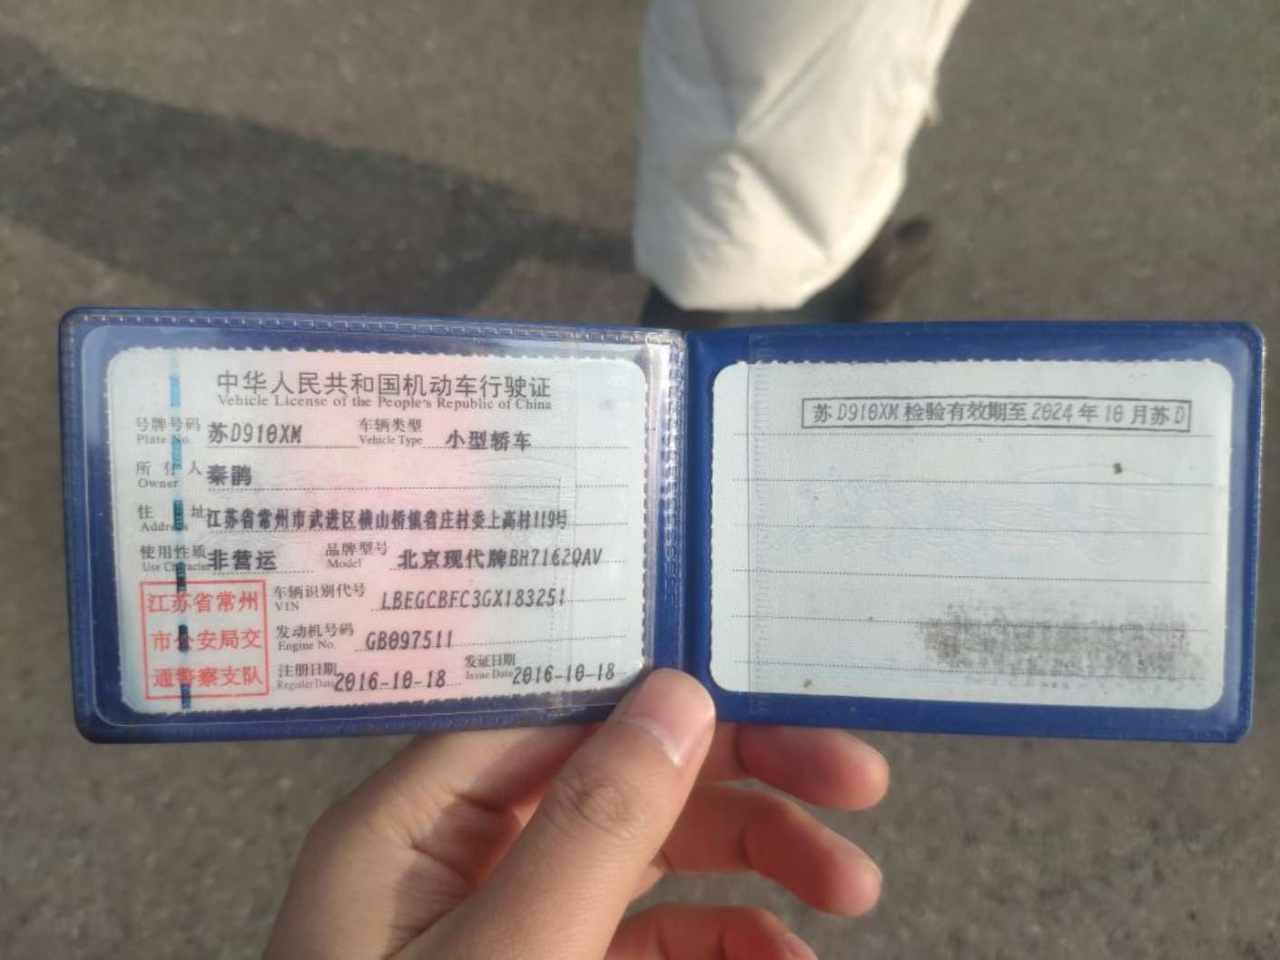 中华人民共和国机动车行驶证
Vehicle License of the People's Republic of China
号牌号码 苏D910XM 车辆类型 小型轿车
Plate No. Vehicle Type
所有人 秦鹃
Owner
住址 江苏省常州市武进区横山桥镇省庄村委上高村119号
Address
使用性质 非营运 品牌型号 北京现代牌BH7162QAV
Use Character Model
江苏省常州
市公安局交
通警察支队
车辆识别代号 LBEGCBFC3GX183251
VIN
发动机号码 GB097511
Engine No.
注册日期 2016-10-18 发证日期 2016-10-18
Register Date Issue Date
苏D910XM检验有效期至2024年10月苏D